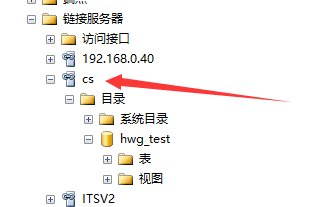 链接服务器
访问接口
192.168.0.40
cs
目录
系统目录
hwg_test
表
视图
ITSV2